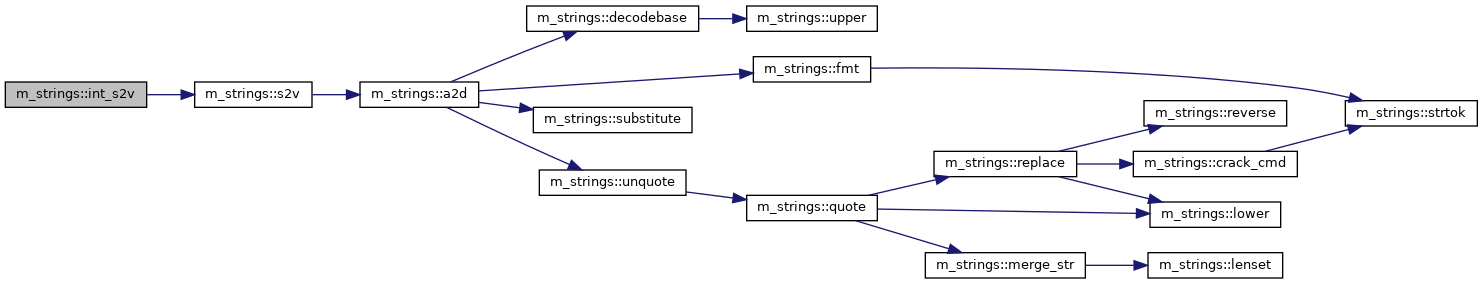 m_strings::int_s2v
m_strings::s2v
m_strings::a2d
m_strings::decodebase
m_strings::upper
m_strings::fmt
m_strings::strtok
m_strings::substitute
m_strings::unquote
m_strings::quote
m_strings::replace
m_strings::reverse
m_strings::crack_cmd
m_strings::lower
m_strings::merge_str
m_strings::lenset